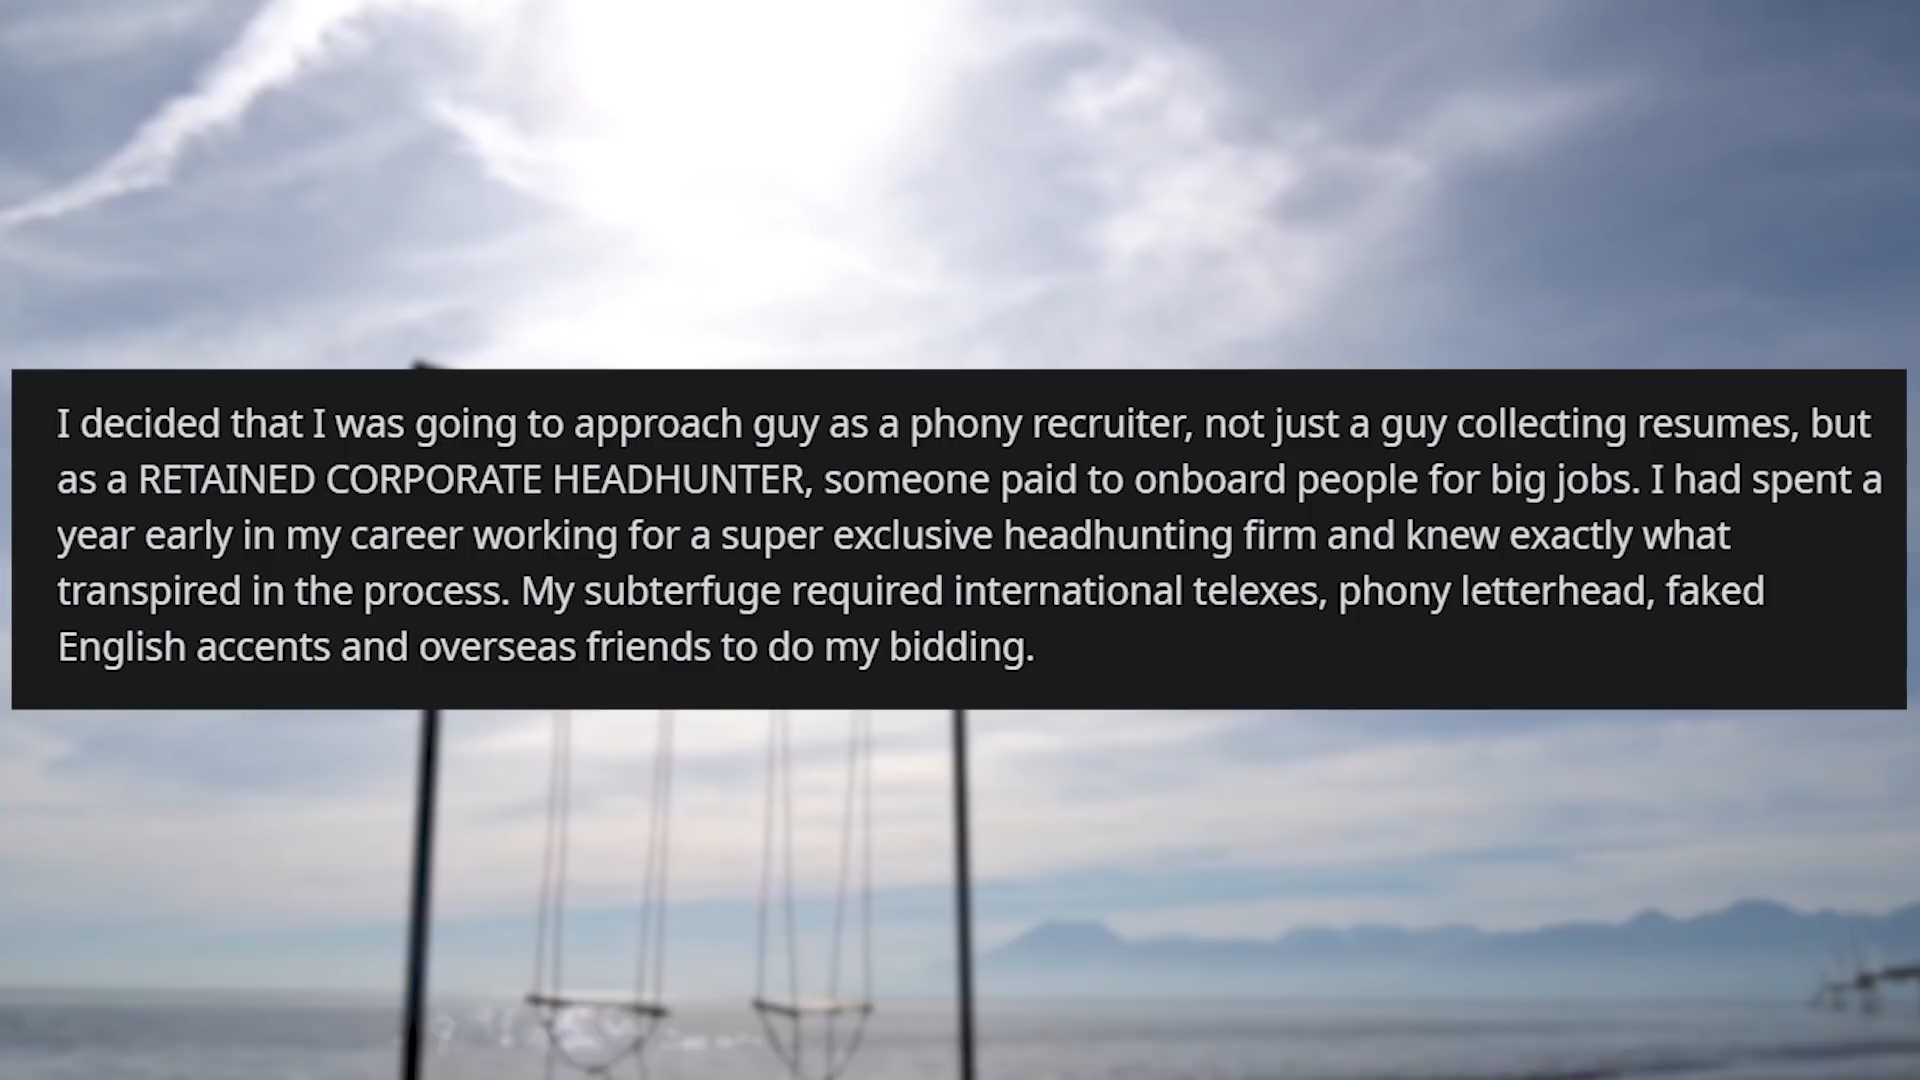 I decided that I was going to approach guy as a phony recruiter, not just a guy collecting resumes, but
as a RETAINED CORPORATE HEADHUNTER, someone paid to onboard people for big jobs. I had spent a
year early in my career working for a super exclusive headhunting firm and knew exactly what
transpired in the process. My subterfuge required international telexes, phony letterhead, faked
English accents and overseas friends to do my bidding.